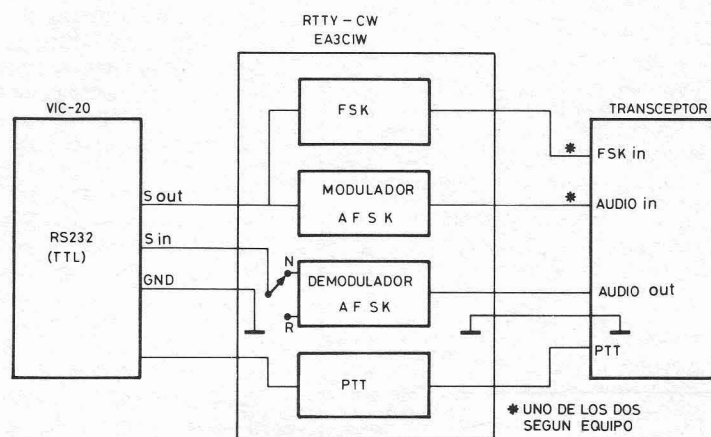 RTTY-CW
EA3CIW
VIC-20
TRANSCEPTOR
FSK
* FSK in
S out
MODULADOR
AFSK
* AUDIO in
RS232
(TTL)
S in
N
DEMODULADOR
AFSK
GND
AUDIO out
R
PTT
PTT
* UNO DE LOS DOS
SEGUN EQUIPO